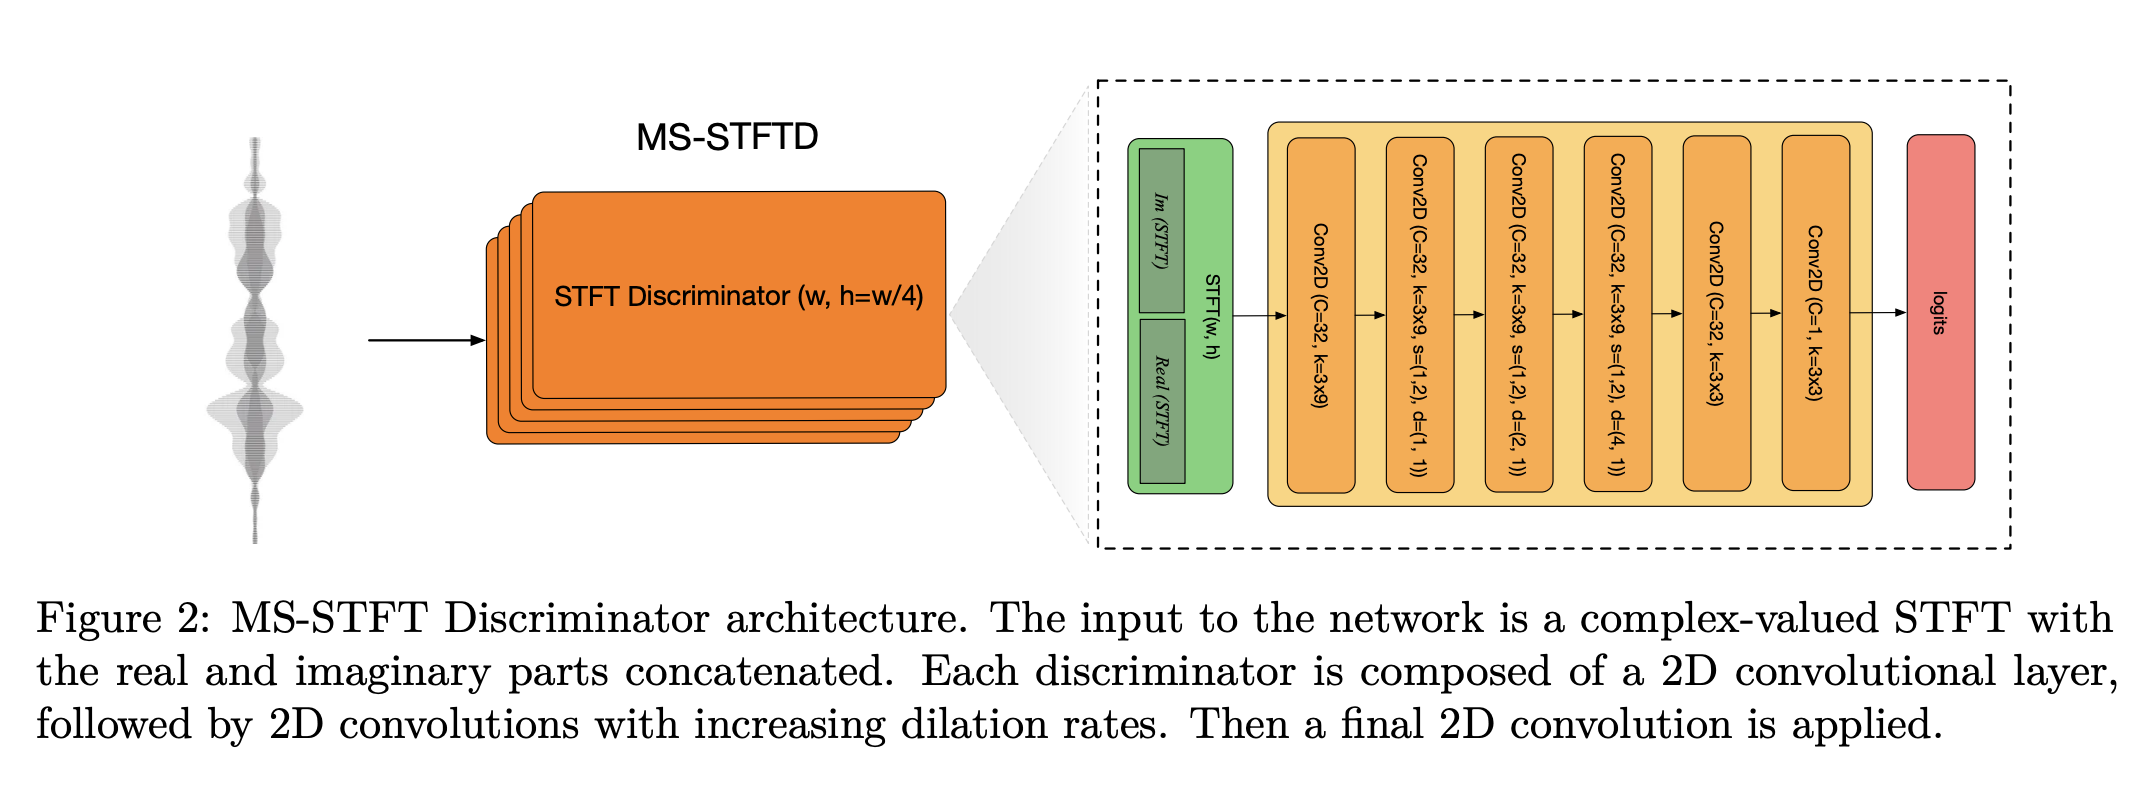 MS-STFTD
STFT Discriminator (w, h=w/4)
Im (STFT)
Real (STFT)
STFT(w, h)
Conv2D (C=32, k=3x9)
Conv2D (C=32, k=3x9, s=(1,2), d=(1, 1))
Conv2D (C=32, k=3x9, s=(1,2), d=(2, 1))
Conv2D (C=32, k=3x9, s=(1,2), d=(4, 1))
Conv2D (C=32, k=3x3)
Conv2D (C=1, k=3x3)
logits
Figure 2: MS-STFT Discriminator architecture. The input to the network is a complex-valued STFT with
the real and imaginary parts concatenated. Each discriminator is composed of a 2D convolutional layer,
followed by 2D convolutions with increasing dilation rates. Then a final 2D convolution is applied.